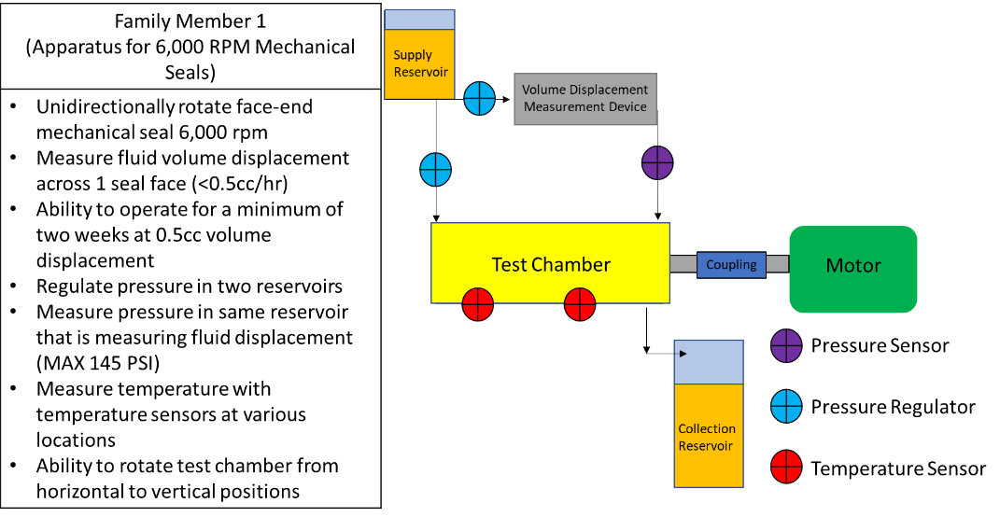 Family Member 1
(Apparatus for 6,000 RPM Mechanical
Seals)
• Unidirectionally rotate face-end
mechanical seal 6,000 rpm
• Measure fluid volume displacement
across 1 seal face (<0.5cc/hr)
• Ability to operate for a minimum of
two weeks at 0.5cc volume
displacement
• Regulate pressure in two reservoirs
• Measure pressure in same reservoir
that is measuring fluid displacement
(MAX 145 PSI)
• Measure temperature with
temperature sensors at various
locations
• Ability to rotate test chamber from
horizontal to vertical positions
Supply
Reservoir
Volume Displacement
Measurement Device
Test Chamber
Coupling
Motor
Collection
Reservoir
Pressure Sensor
Pressure Regulator
Temperature Sensor